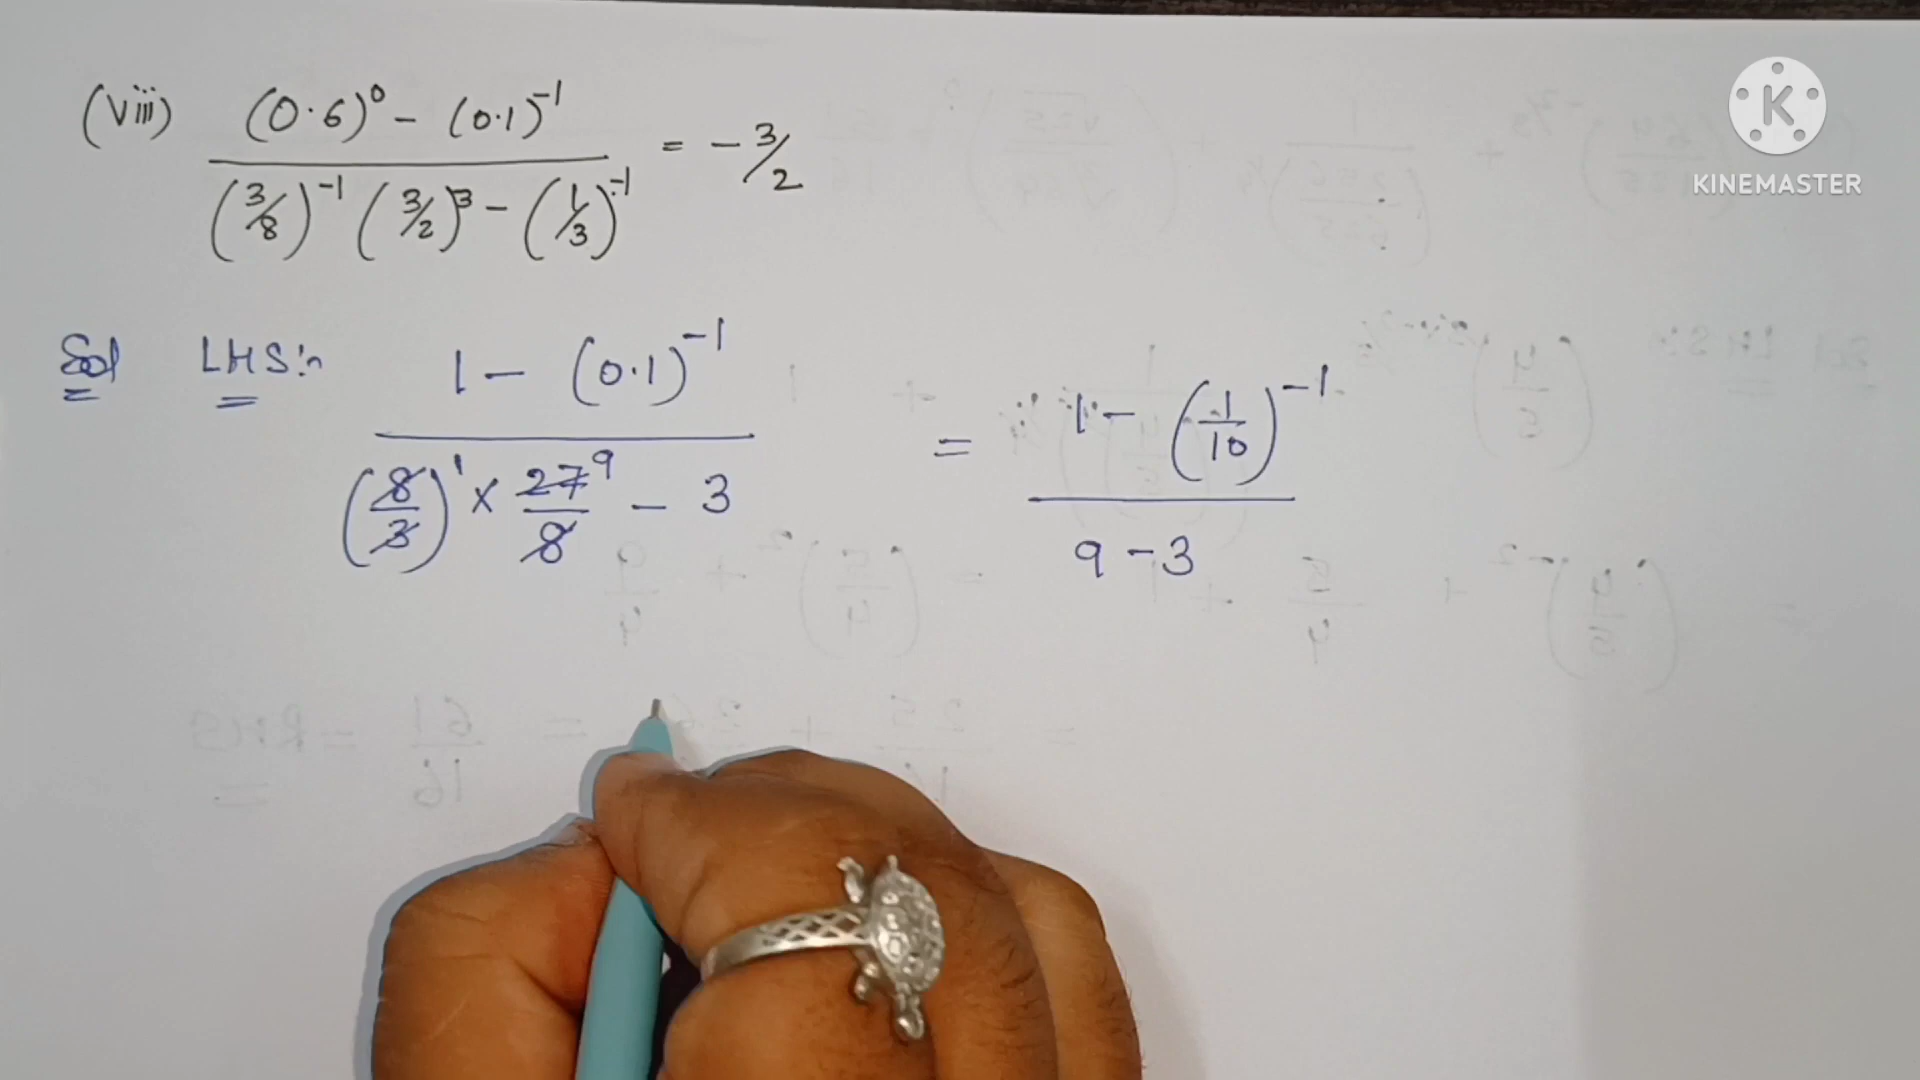 (viii) (0.6)⁰ - (0.1)⁻¹ / (3/8)⁻¹ (3/2)³ - (1/3)⁻¹ = - 3/2
KINEMASTER
Sol LHS:- 1 - (0.1)⁻¹ / (8/3)¹ × 27⁹/8 - 3 = 1 - (1/10)⁻¹ / 9 - 3